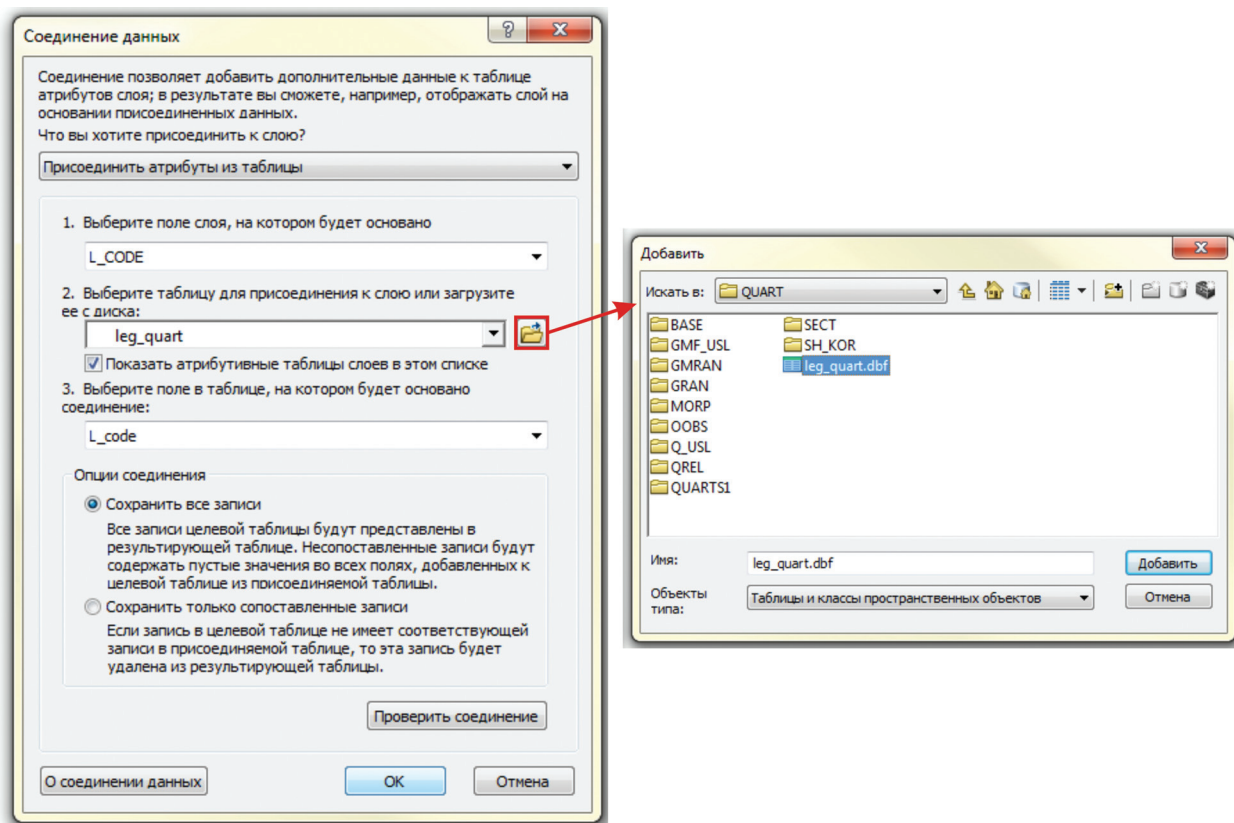 Соединение данных
Соединение позволяет добавить дополнительные данные к таблице
атрибутов слоя; в результате вы сможете, например, отображать слой на
основании присоединенных данных.
Что вы хотите присоединить к слою?
Присоединить атрибуты из таблицы
1. Выберите поле слоя, на котором будет основано
L_CODE
2. Выберите таблицу для присоединения к слою или загрузите
ее с диска:
leg_quart
Показать атрибутивные таблицы слоев в этом списке
3. Выберите поле в таблице, на котором будет основано
соединение:
L_code
Опции соединения
Сохранить все записи
Все записи целевой таблицы будут представлены в
результирующей таблице. Несопоставленные записи будут
содержать пустые значения во всех полях, добавленных к
целевой таблице из присоединяемой таблицы.
Сохранить только сопоставленные записи
Если запись в целевой таблице не имеет соответствующей
записи в присоединяемой таблице, то эта запись будет
удалена из результирующей таблицы.
Проверить соединение
О соединении данных
OK
Отмена
Добавить
Искать в: QUART
BASE
GMF_USL
GMRAN
GRAN
MORP
OOBS
Q_USL
QREL
QUARTS1
SECT
SH_KOR
leg_quart.dbf
Имя: leg_quart.dbf
Добавить
Объекты
типа:
Таблицы и классы пространственных объектов
Отмена